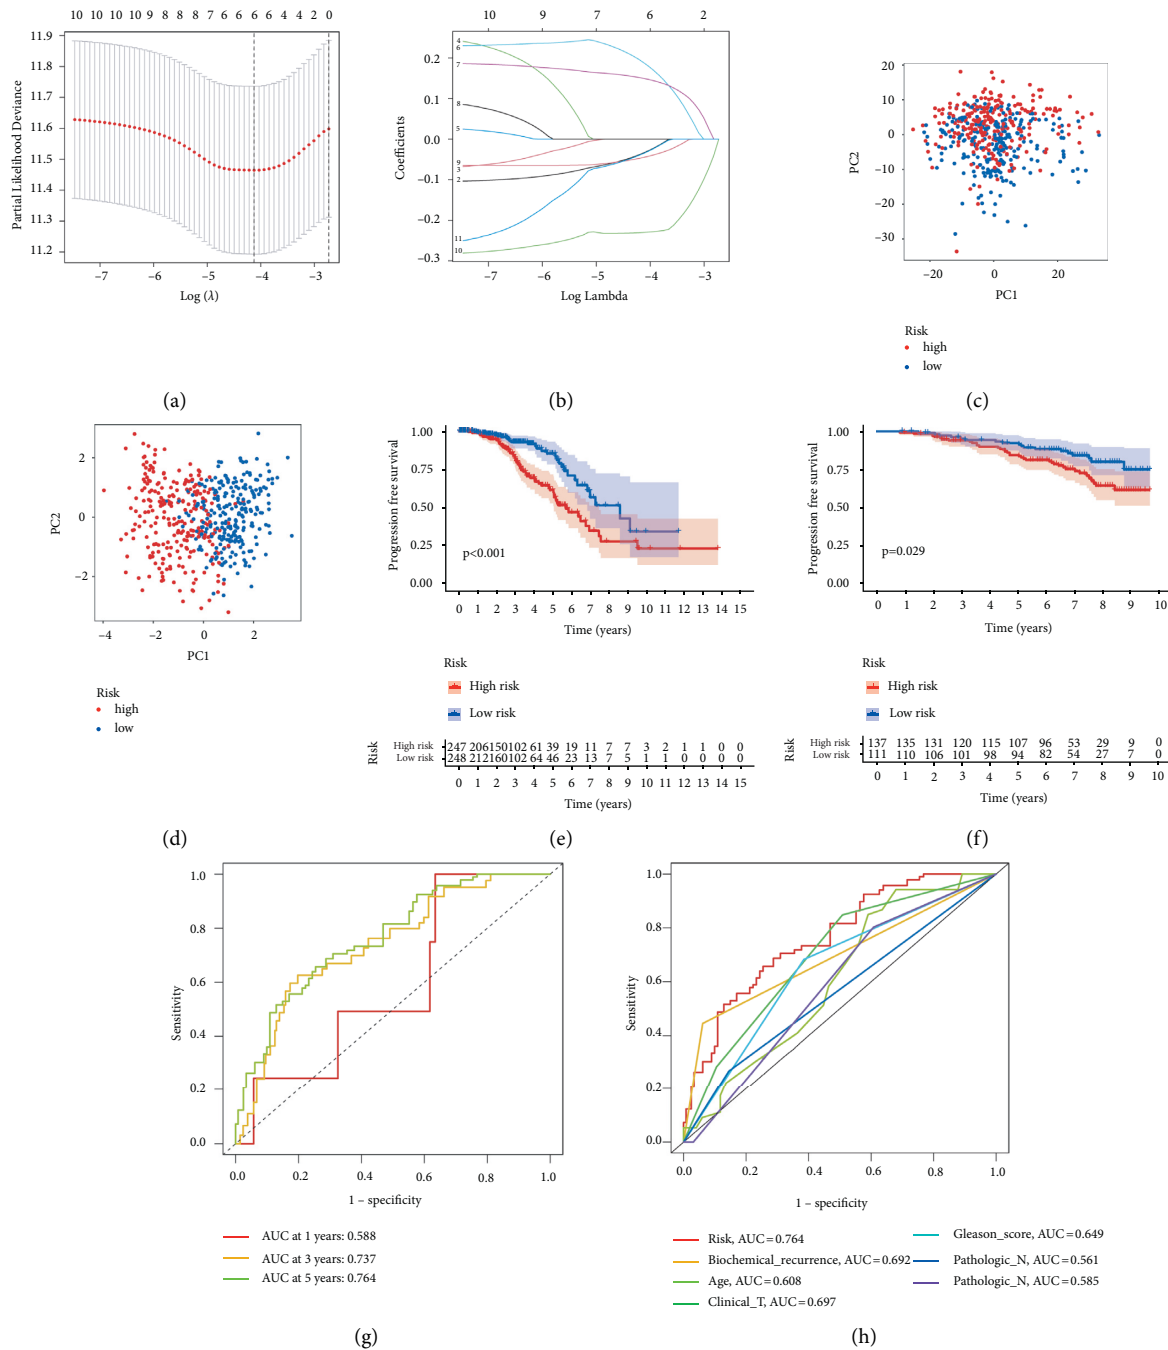 10 10 10 9 8 9 7 6 6 6 4 4 2 0
11.9
11.8
11.7
11.6
11.5
11.4
11.3
11.2
Partial Likelihood Deviance
−7 −6 −5 −4 −3
Log (λ)
(a)
10 9 7 6 2
0.2
0.1
0.0
−0.1
−0.2
−0.3
Coefficients
4
6
7
8
5
9
3
2
11
10
−7 −6 −5 −4 −3
Log Lambda
(b)
20
10
0
−10
−20
−30
PC2
−20 0 20
PC1
Risk
high
low
(c)
2
0
−2
PC2
−4 −2 0 2
PC1
Risk
high
low
(d)
1.00
0.75
0.50
0.25
0.00
Progression free survival
p<0.001
0 1 2 3 4 5 6 7 8 9 10 11 12 13 14 15
Time (years)
Risk
High risk
Low risk
Risk
High risk 247 206 150 102 61 39 19 11 7 7 3 2 1 1 0 0
Low risk 248 212 160 102 64 46 23 13 7 5 1 1 0 0 0 0
0 1 2 3 4 5 6 7 8 9 10 11 12 13 14 15
Time (years)
(e)
1.00
0.75
0.50
0.25
0.00
Progression free survival
p=0.029
0 1 2 3 4 5 6 7 8 9 10
Time (years)
Risk
High risk
Low risk
Risk
High risk 137 135 131 120 115 107 96 53 29 9 0
Low risk 111 110 106 101 98 94 82 54 27 7 0
0 1 2 3 4 5 6 7 8 9 10
Time (years)
(f)
1.0
0.8
0.6
0.4
0.2
0.0
Sensitivity
0.0 0.2 0.4 0.6 0.8 1.0
1 – specificity
AUC at 1 years: 0.588
AUC at 3 years: 0.737
AUC at 5 years: 0.764
(g)
1.0
0.8
0.6
0.4
0.2
0.0
Sensitivity
0.0 0.2 0.4 0.6 0.8 1.0
1 – specificity
Risk, AUC=0.764
Biochemical_recurrence, AUC=0.692
Age, AUC=0.608
Clinical_T, AUC=0.697
Gleason_score, AUC=0.649
Pathologic_N, AUC=0.561
Pathologic_N, AUC=0.585
(h)